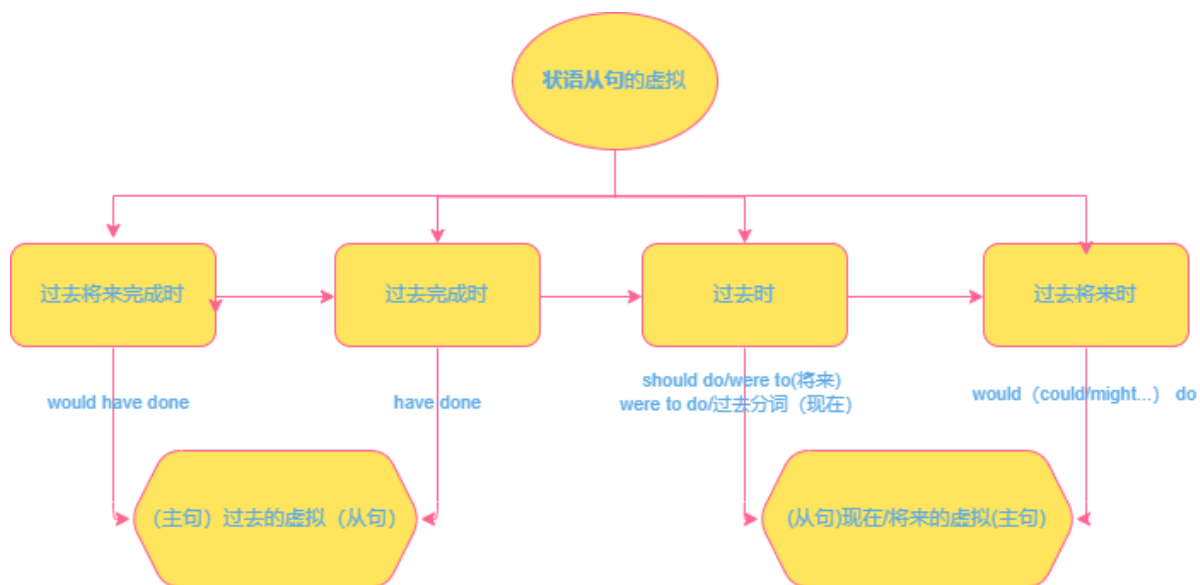 状语从句的虚拟
过去将来完成时
过去完成时
过去时
过去将来时
would have done
have done
should do/were to(将来)
were to do/过去分词（现在）
would（could/might...） do
（主句）过去的虚拟（从句）
(从句)现在/将来的虚拟(主句)